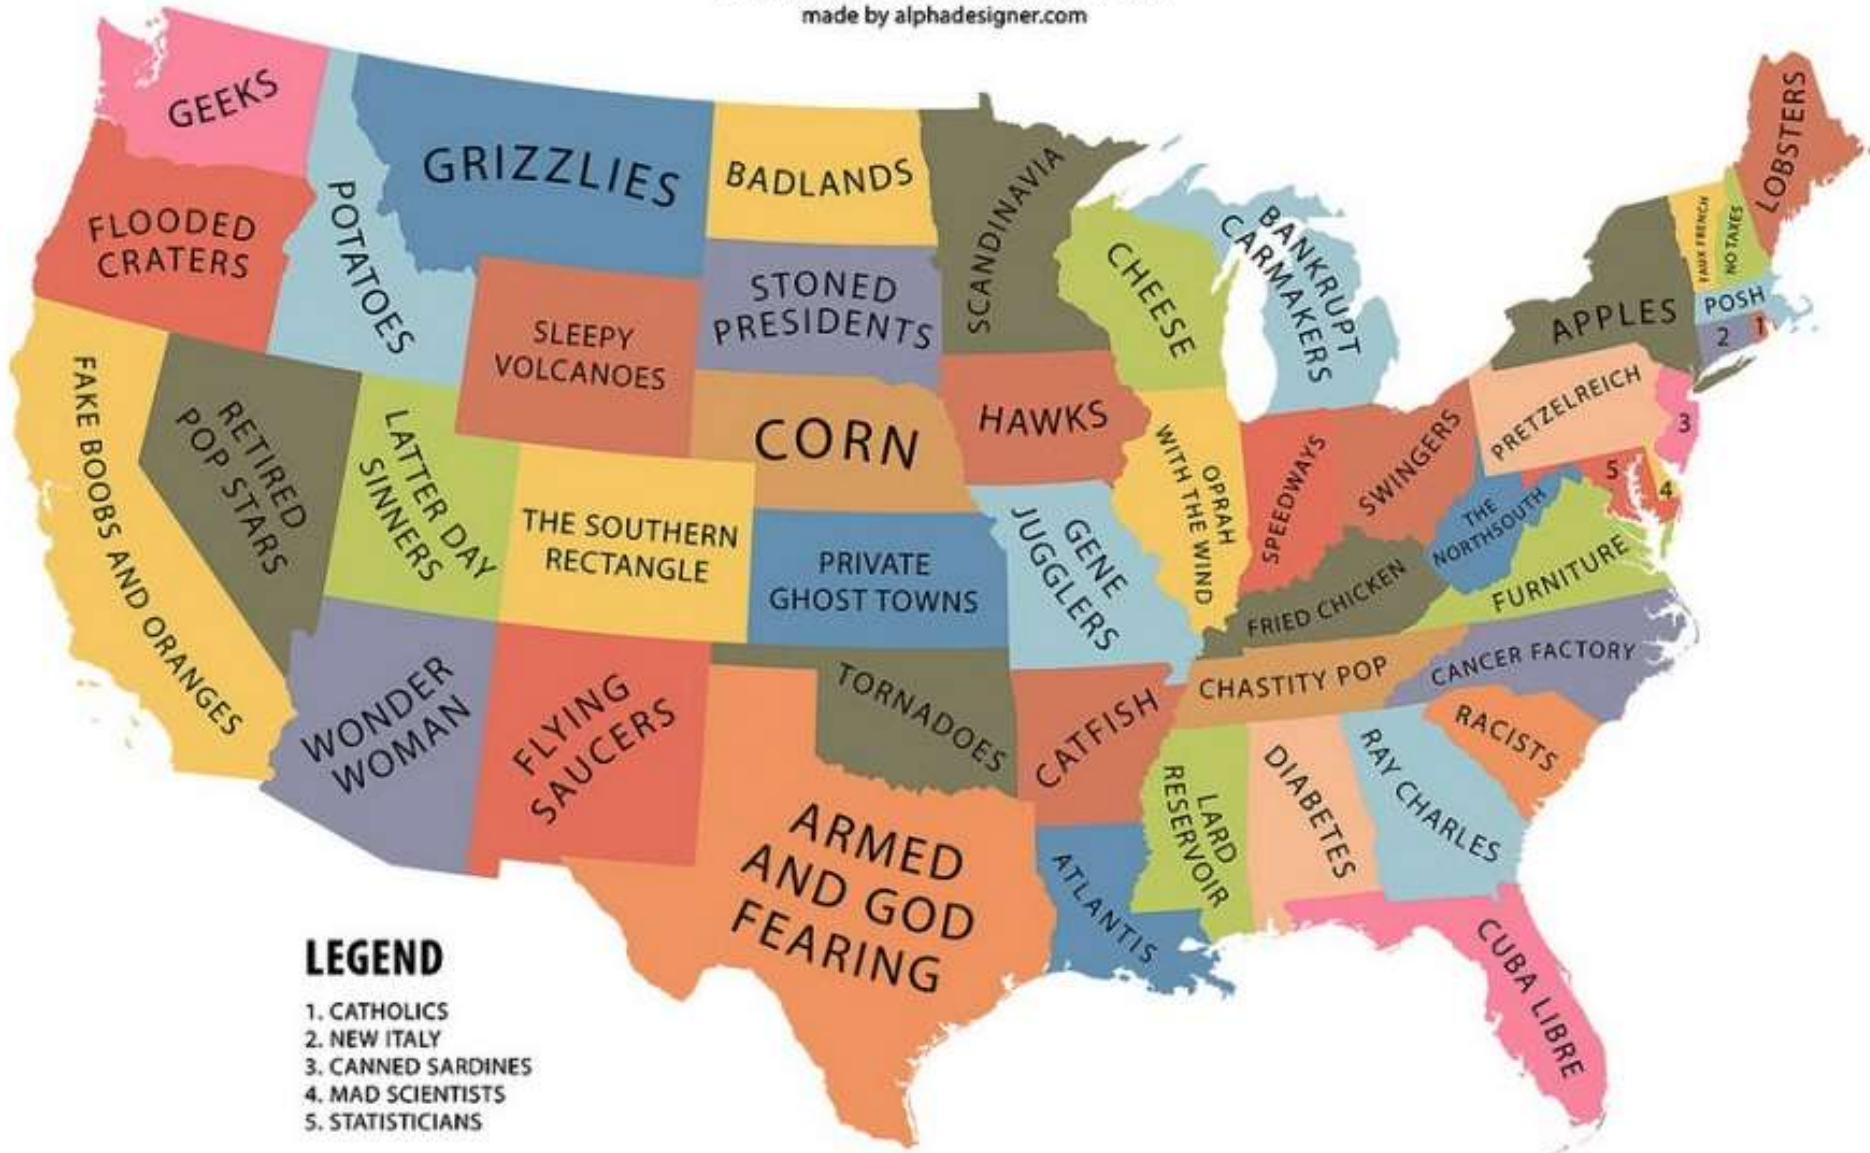 made by alphadesigner.com
GEEKS
FLOODED
CRATERS
POTATOES
GRIZZLIES
BADLANDS
SCANDINAVIA
STONED
PRESIDENTS
SLEEPY
VOLCANOES
CHEESE
BANKRUPT
CARMAKERS
LOBSTERS
FAUX FRENCH
NO TAXES
APPLES
POSH
2
1
FAKE BOOBS AND ORANGES
RETIRED
POP STARS
LATTER DAY
SINNERS
CORN
HAWKS
OPRAH
WITH THE WIND
SPEEDWAYS
SWINGERS
PRETZELREICH
3
5
4
THE SOUTHERN
RECTANGLE
PRIVATE
GHOST TOWNS
GENE
JUGGLERS
FRIED CHICKEN
THE
NORTHSOUTH
FURNITURE
WONDER
WOMAN
FLYING
SAUCERS
TORNADOES
CATFISH
CHASTITY POP
CANCER FACTORY
RACISTS
ARMED
AND GOD
FEARING
ATLANTIS
LARD
RESERVOIR
DIABETES
RAY CHARLES
CUBA LIBRE
LEGEND
1. CATHOLICS
2. NEW ITALY
3. CANNED SARDINES
4. MAD SCIENTISTS
5. STATISTICIANS